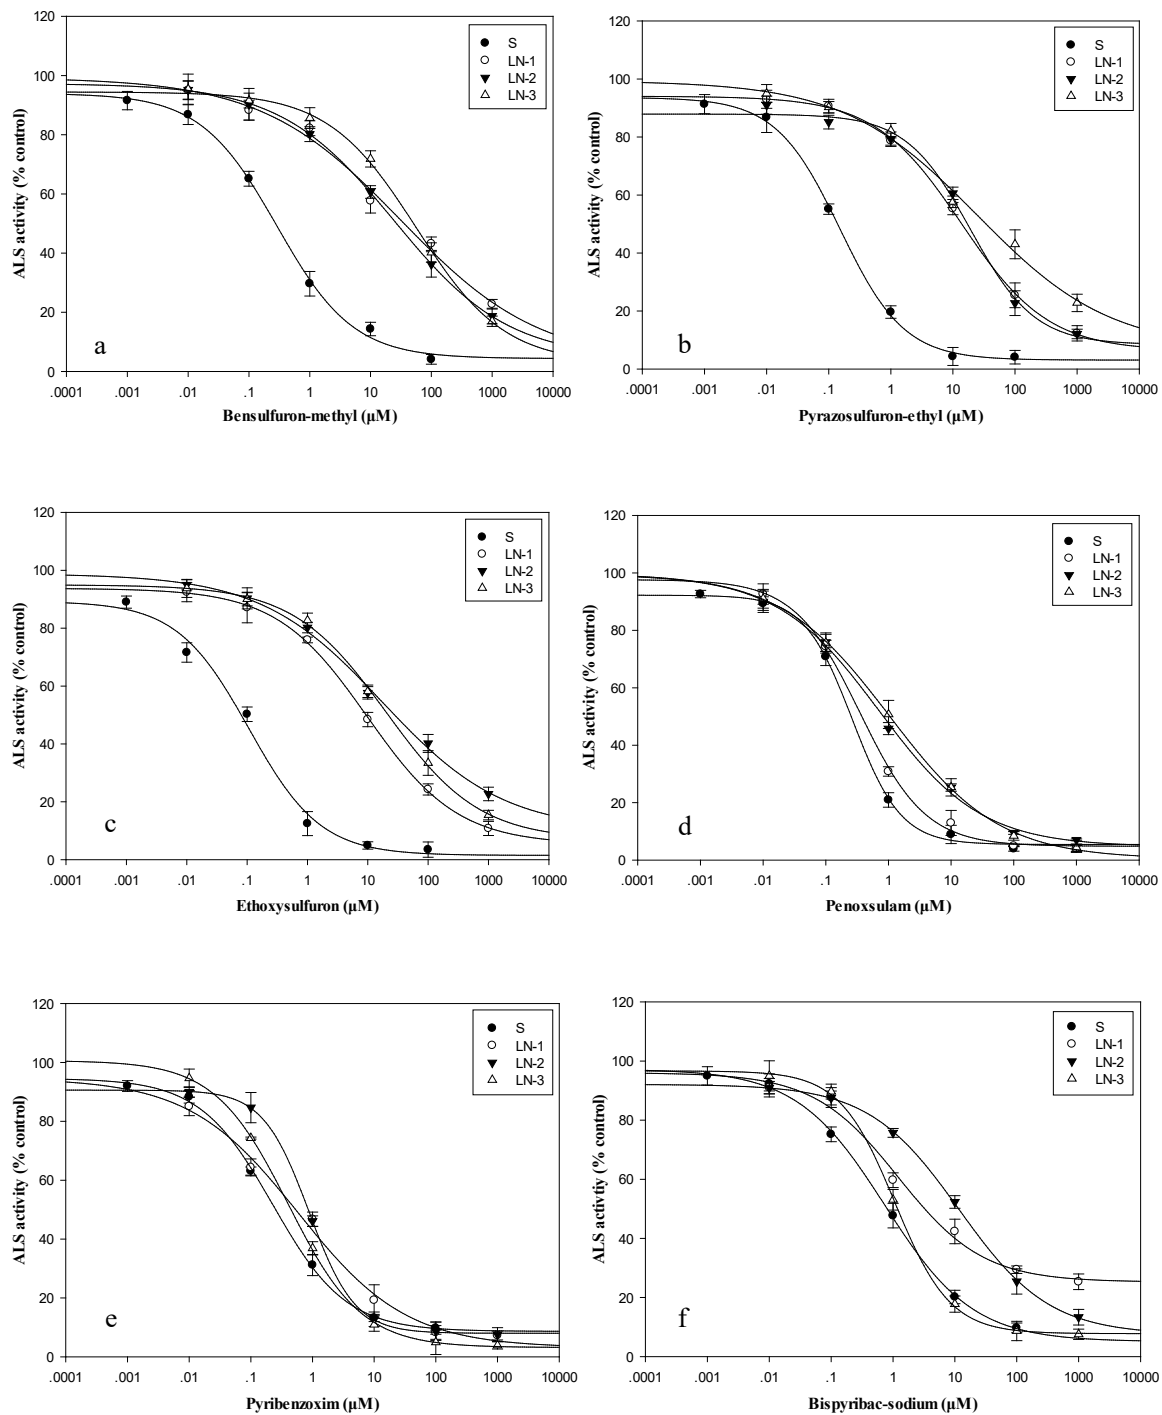 120
100
80
60
40
20
0
ALS activity (% control)
S
LN-1
LN-2
LN-3
a
.0001 .001 .01 .1 1 10 100 1000 10000
Bensulfuron-methyl (µM)
120
100
80
60
40
20
0
ALS activity (% control)
S
LN-1
LN-2
LN-3
b
.0001 .001 .01 .1 1 10 100 1000 10000
Pyrazosulfuron-ethyl (µM)
120
100
80
60
40
20
0
ALS activity (% control)
S
LN-1
LN-2
LN-3
c
.0001 .001 .01 .1 1 10 100 1000 10000
Ethoxysulfuron (µM)
120
100
80
60
40
20
0
ALS activity (% control)
S
LN-1
LN-2
LN-3
d
.0001 .001 .01 .1 1 10 100 1000 10000
Penoxsulam (µM)
120
100
80
60
40
20
0
ALS activity (% control)
S
LN-1
LN-2
LN-3
e
.0001 .001 .01 .1 1 10 100 1000 10000
Pyribenzoxim (µM)
120
100
80
60
40
20
0
ALS activtiy (% control)
S
LN-1
LN-2
LN-3
f
.0001 .001 .01 .1 1 10 100 1000 10000
Bispyribac-sodium (µM)